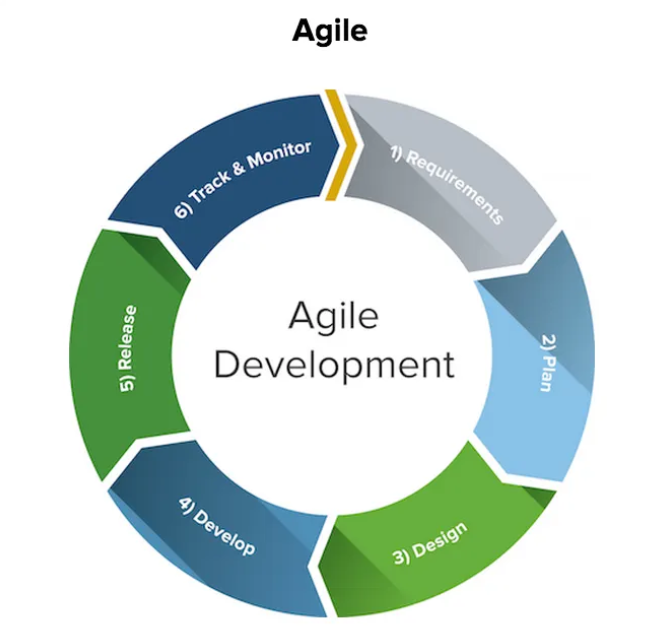 Agile
1) Requirements
2) Plan
3) Design
4) Develop
5) Release
6) Track & Monitor
Agile
Development